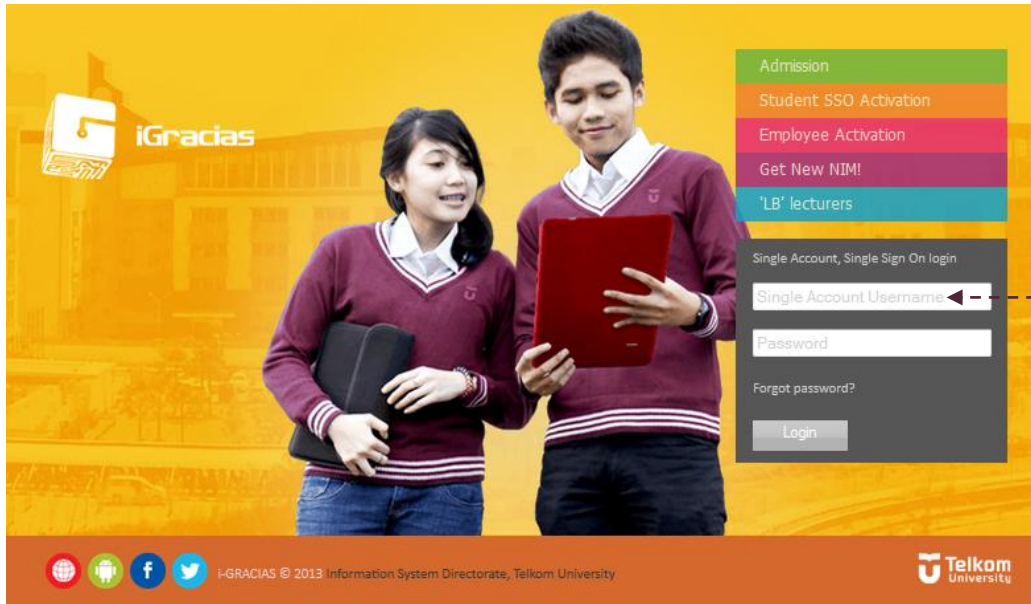 iGracias
Admission
Student SSO Activation
Employee Activation
Get New NIM!
'LB' lecturers
Single Account, Single Sign On login
Single Account Username
Password
Forgot password?
Login
i-GRACIAS © 2013 Information System Directorate, Telkom University
Telkom
University